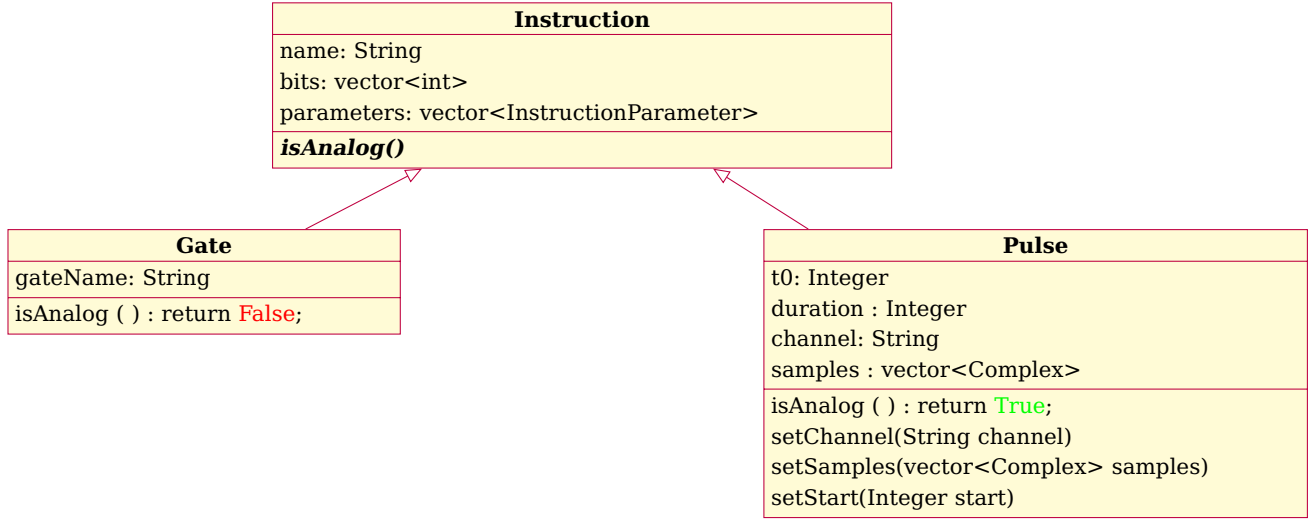 Instruction
name: String
bits: vector<int>
parameters: vector<InstructionParameter>
isAnalog()
Gate
gateName: String
isAnalog ( ) : return False;
Pulse
t0: Integer
duration : Integer
channel: String
samples : vector<Complex>
isAnalog ( ) : return True;
setChannel(String channel)
setSamples(vector<Complex> samples)
setStart(Integer start)